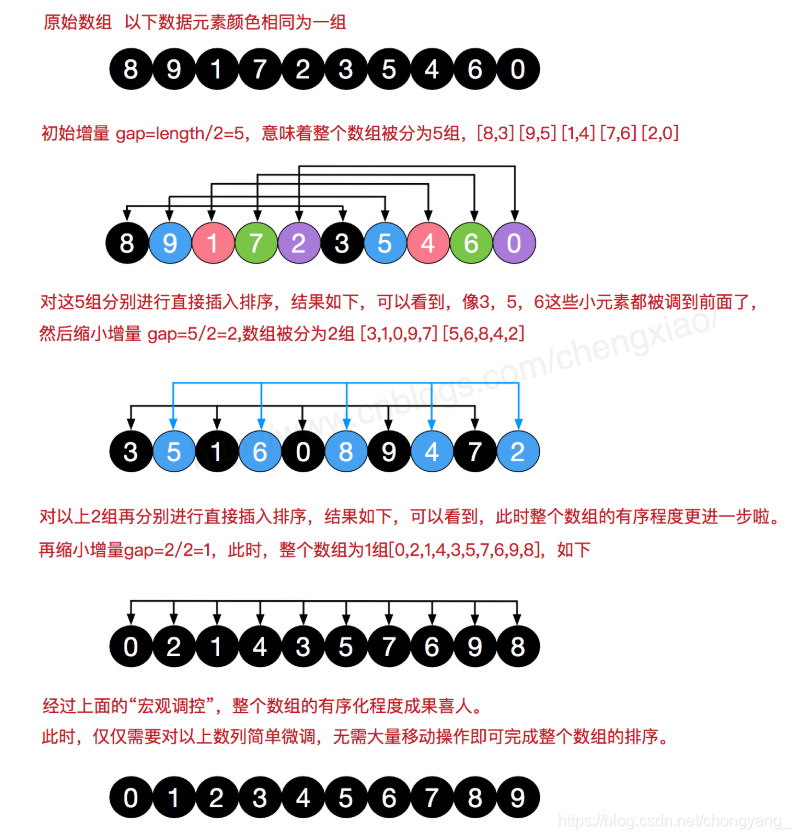 原始数组 以下数据元素颜色相同为一组
8 9 1 7 2 3 5 4 6 0
初始增量 gap=length/2=5，意味着整个数组被分为5组，[8,3] [9,5] [1,4] [7,6] [2,0]
8 9 1 7 2 3 5 4 6 0
对这5组分别进行直接插入排序，结果如下，可以看到，像3，5，6这些小元素都被调到前面了，
然后缩小增量 gap=5/2=2,数组被分为2组 [3,1,0,9,7] [5,6,8,4,2]
www.cnblogs.com/chengxiao/
3 5 1 6 0 8 9 4 7 2
对以上2组再分别进行直接插入排序，结果如下，可以看到，此时整个数组的有序程度更进一步啦。
再缩小增量gap=2/2=1，此时，整个数组为1组[0,2,1,4,3,5,7,6,9,8]，如下
0 2 1 4 3 5 7 6 9 8
经过上面的“宏观调控”，整个数组的有序化程度成果喜人。
此时，仅仅需要对以上数列简单微调，无需大量移动操作即可完成整个数组的排序。
0 1 2 3 4 5 6 7 8 9
https://blog.csdn.net/chongyang_